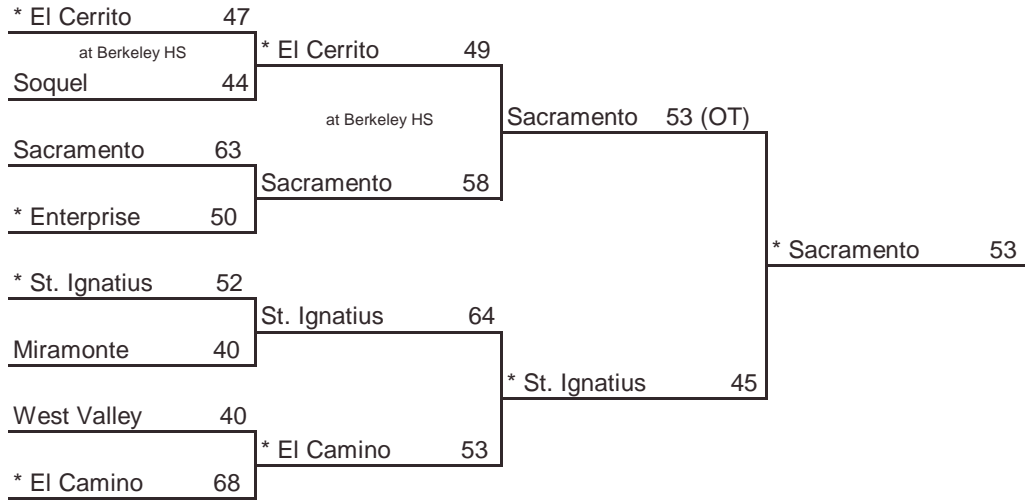 * El Cerrito 47
at Berkeley HS
Soquel 44
Sacramento 63
* Enterprise 50
* St. Ignatius 52
Miramonte 40
West Valley 40
* El Camino 68
* El Cerrito 49
at Berkeley HS
Sacramento 58
St. Ignatius 64
* El Camino 53
Sacramento 53 (OT)
* St. Ignatius 45
* Sacramento 53